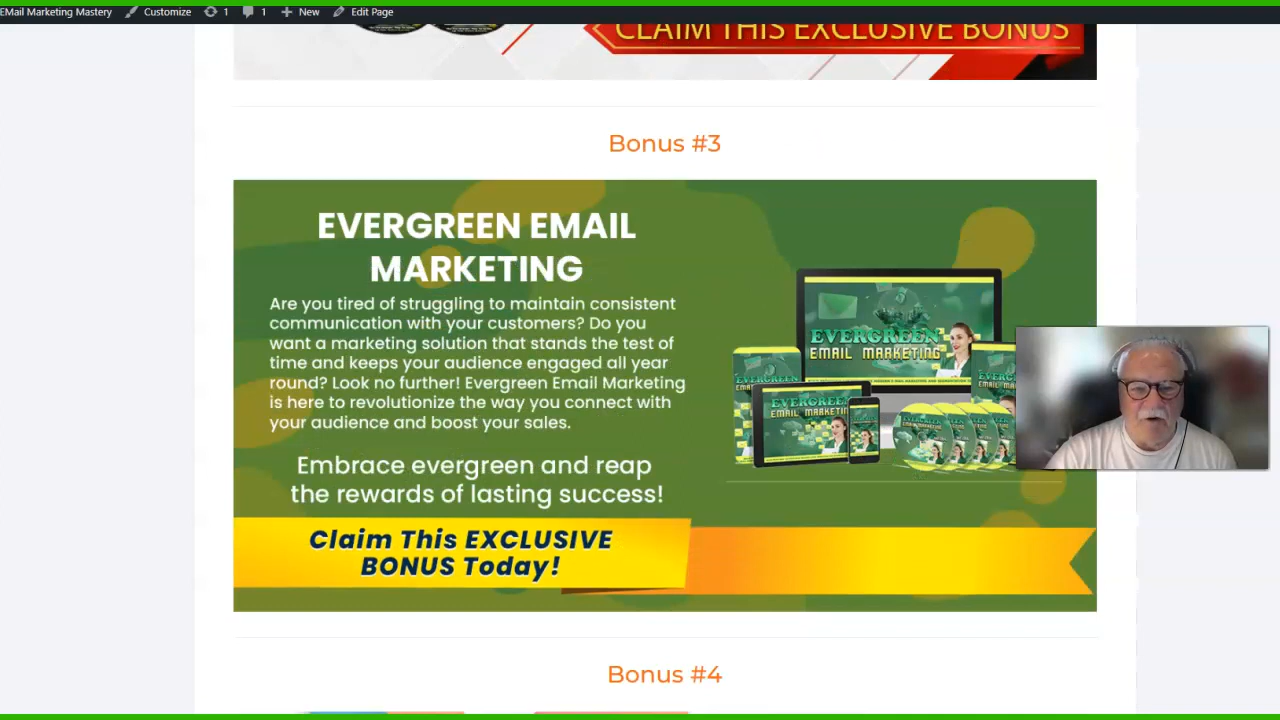 EMail Marketing Mastery Customize 1 1 New Edit Page
CLAIM THIS EXCLUSIVE BONUS
Bonus #3
EVERGREEN EMAIL
MARKETING
Are you tired of struggling to maintain consistent
communication with your customers? Do you
want a marketing solution that stands the test of
time and keeps your audience engaged all year
round? Look no further! Evergreen Email Marketing
is here to revolutionize the way you connect with
your audience and boost your sales.
Embrace evergreen and reap
the rewards of lasting success!
Claim This EXCLUSIVE
BONUS Today!
EVERGREEN
EMAIL MARKETING
EVERGREEN
EMAIL MARKETING
Bonus #4